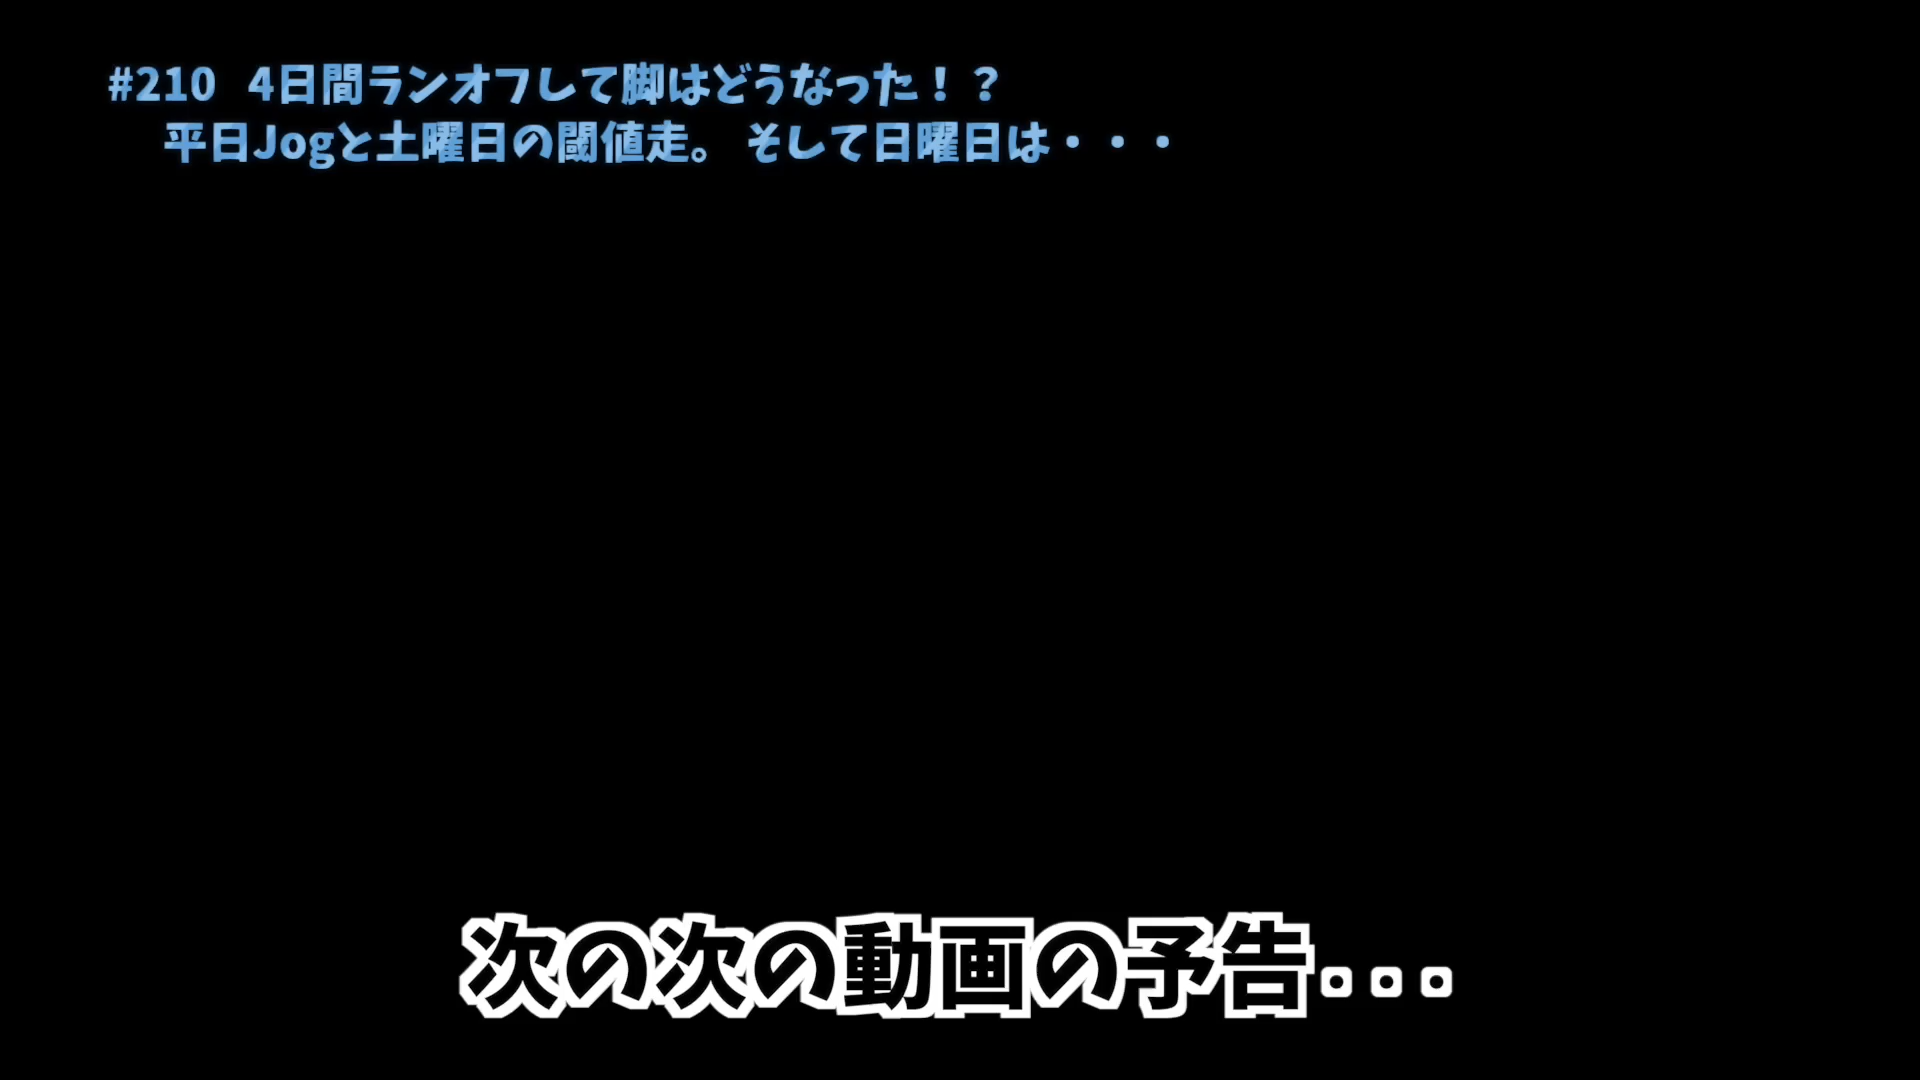 #210 4日間ランオフして脚はどうなった！？
平日Jogと土曜日の閾値走。 そして日曜日は・・・
次の次の動画の予告...